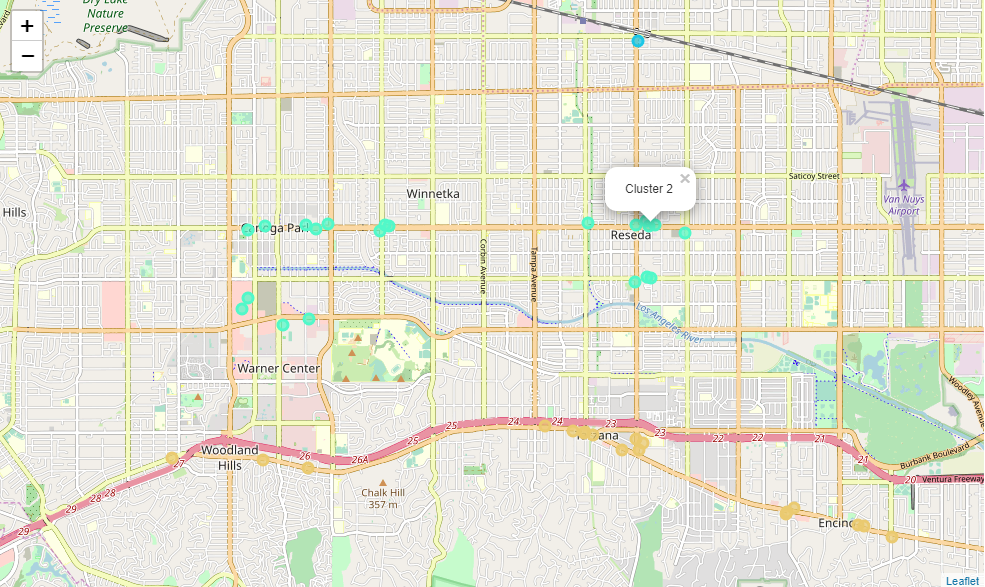 Dry Lake
Nature
Preserve
+
−
Saticoy Street
×
Cluster 2
Winnetka
Van Nuys
Airport
Hills
Canoga Park
Reseda
Corbin Avenue
Tampa Avenue
Los Angeles River
Warner Center
Woodley Avenue
25
24
24
23
25
23
22
22
21
Tarzana
Woodland
Hills
26
26A
27
21
Burbank Boulevard
20
Ventura Freeway
28
28
29
29
Chalk Hill
357 m
Encino
Leaflet